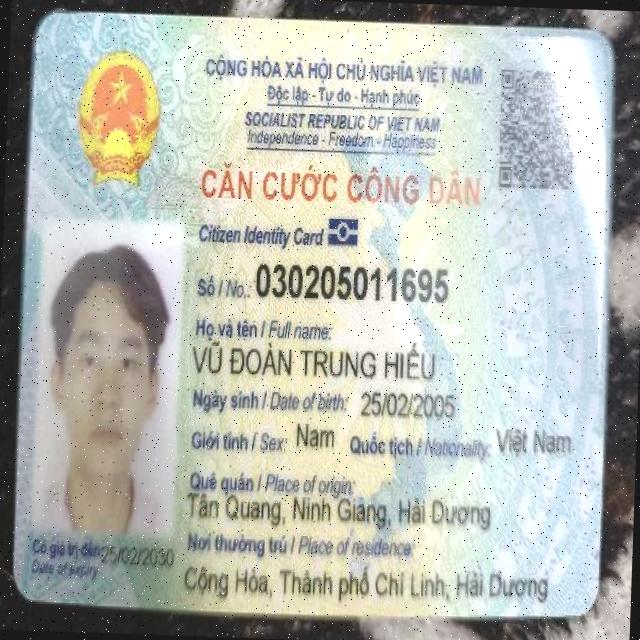 CỘNG HÒA XÃ HỘI CHỦ NGHĨA VIỆT NAM
Độc lập - Tự do - Hạnh phúc
SOCIALIST REPUBLIC OF VIET NAM
Independence - Freedom - Happiness
CĂN CƯỚC CÔNG DÂN
Citizen Identity Card
Số / No.: 030205011695
Họ và tên / Full name:
VŨ ĐOÀN TRUNG HIẾU
Ngày sinh / Date of birth: 25/02/2005
Giới tính / Sex: Nam Quốc tịch / Nationality: Việt Nam
Quê quán / Place of origin:
Tân Quang, Ninh Giang, Hải Dương
Nơi thường trú / Place of residence:
Cộng Hòa, Thành phố Chí Linh, Hải Dương
Có giá trị đến: 25/02/2030
Date of expiry